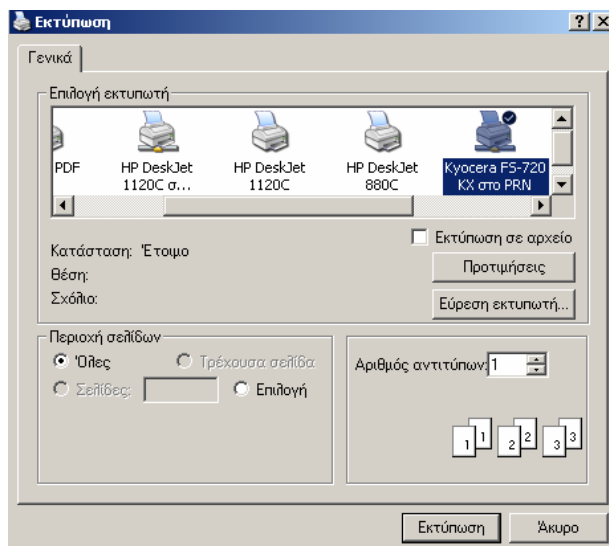 Εκτύπωση
Γενικά
Επιλογή εκτυπωτή
PDF
HP DeskJet 1120C σ...
HP DeskJet 1120C
HP DeskJet 880C
Kyocera FS-720 KX στο PRN
Κατάσταση: Έτοιμο
Θέση:
Σχόλιο:
Εκτύπωση σε αρχείο
Προτιμήσεις
Εύρεση εκτυπωτή...
Περιοχή σελίδων
Όλες
Τρέχουσα σελίδα
Σελίδες:
Επιλογή
Αριθμός αντιτύπων:
1
1 1 2 2 3 3
Εκτύπωση
Άκυρο